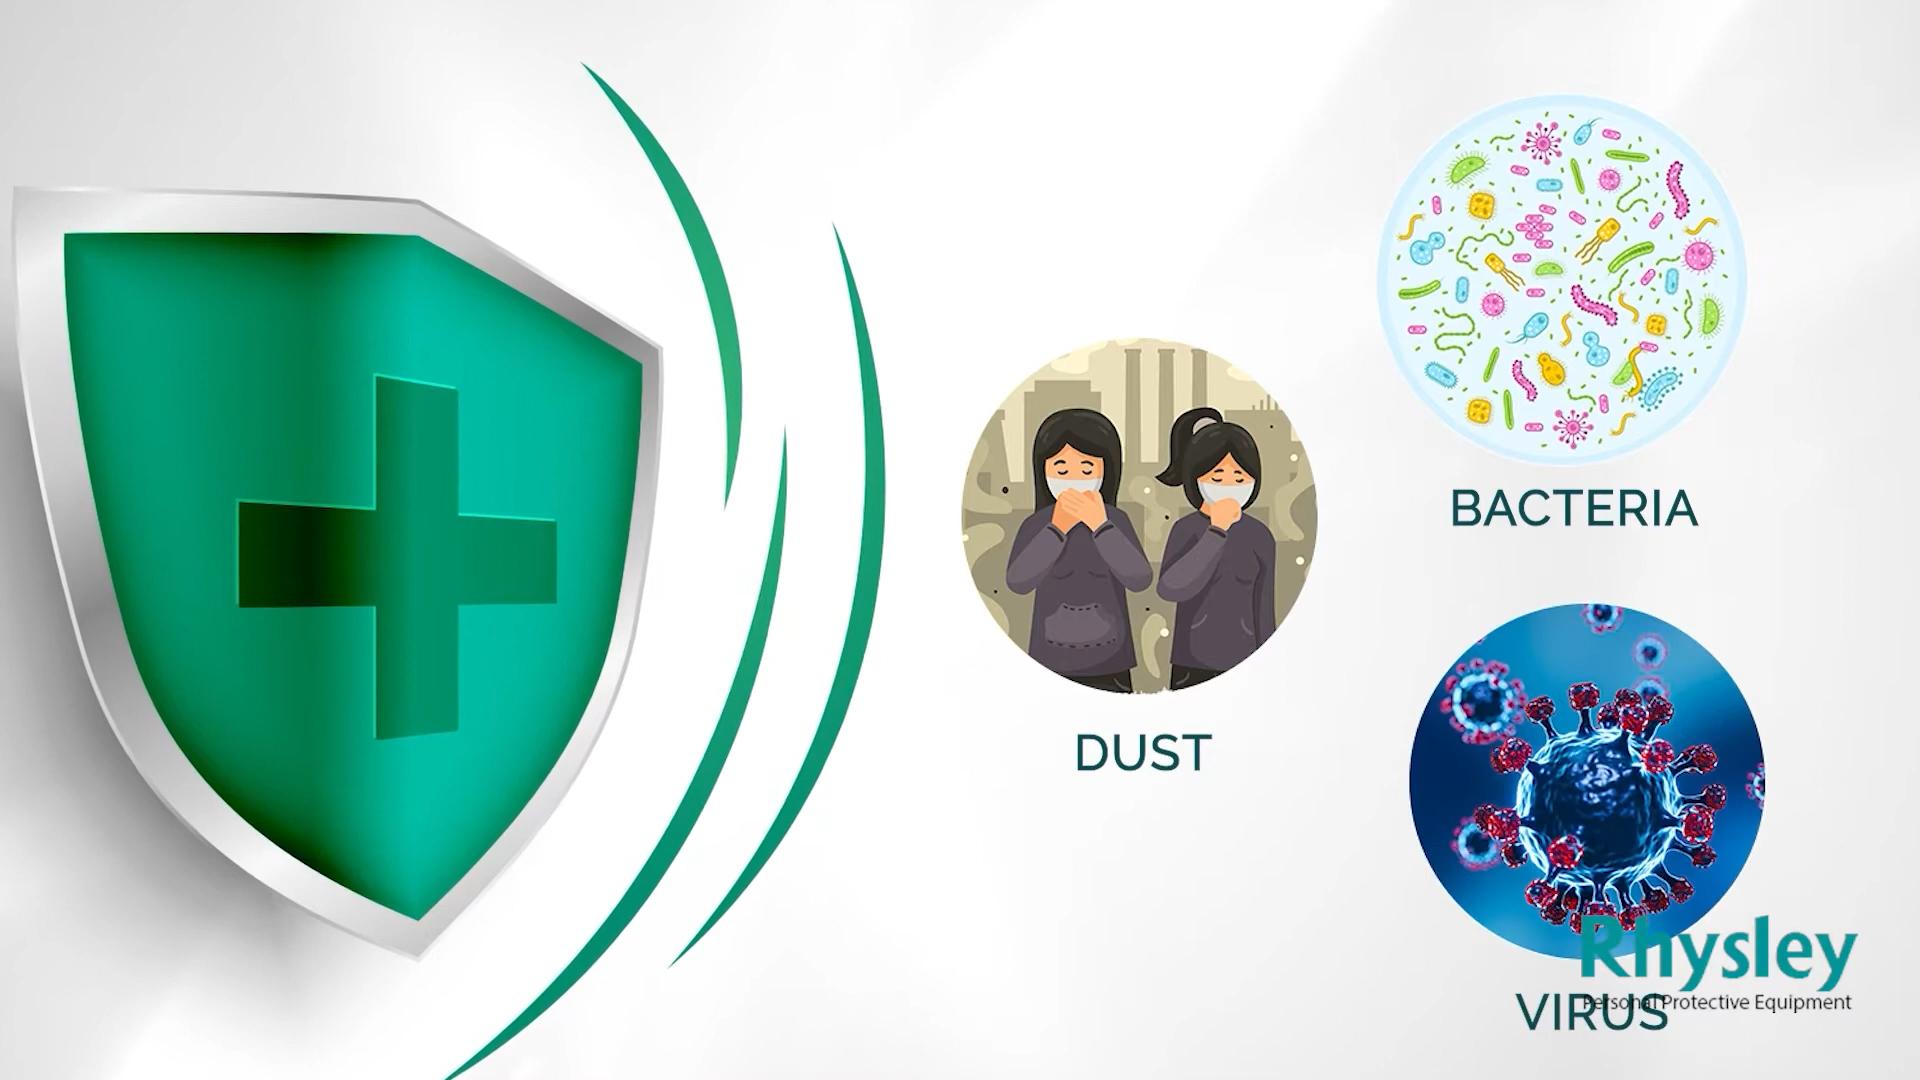 BACTERIA
DUST
Rhysley
Personal Protective Equipment
VIRUS